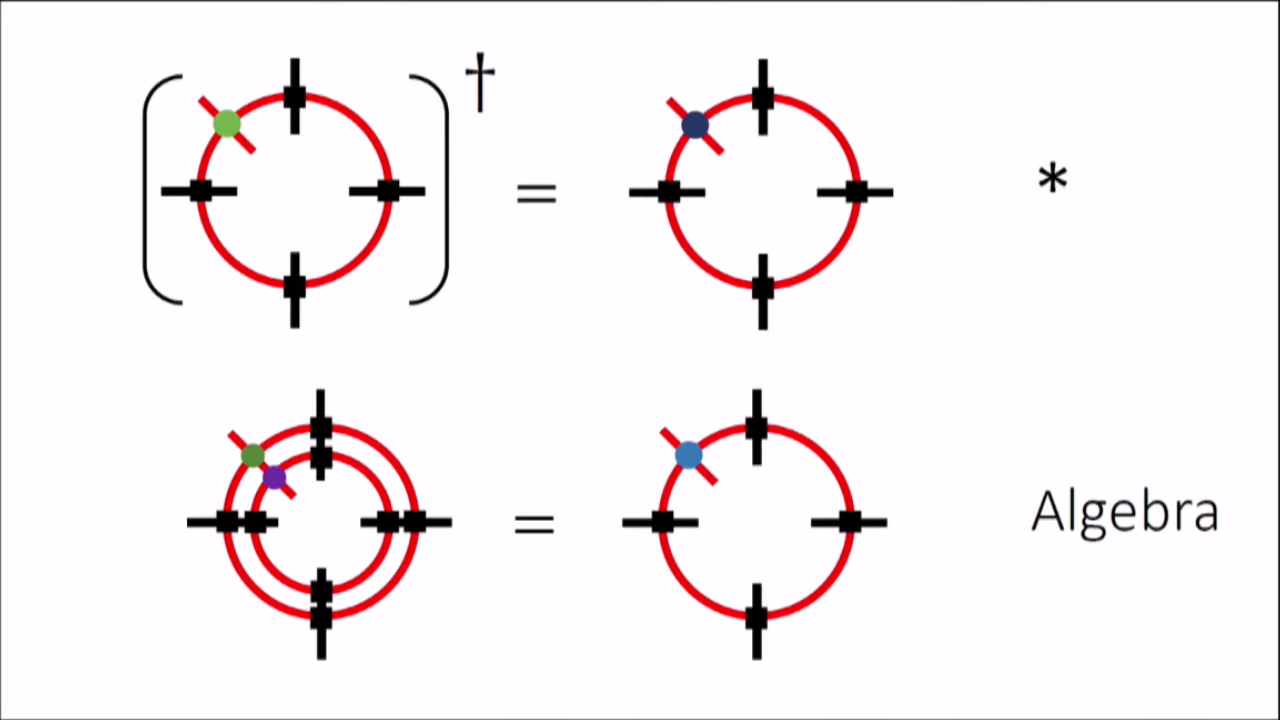 ( )† = *
= Algebra